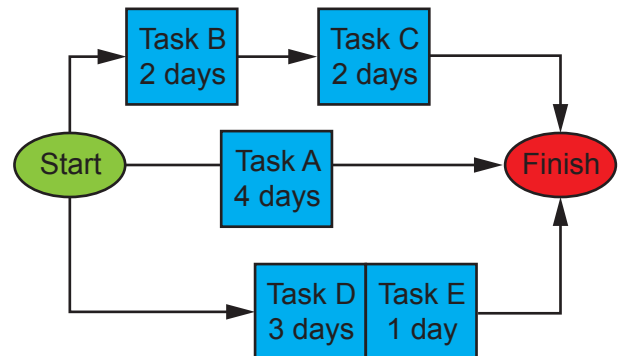 Task B
2 days
Task C
2 days
Start
Task A
4 days
Finish
Task D
3 days
Task E
1 day